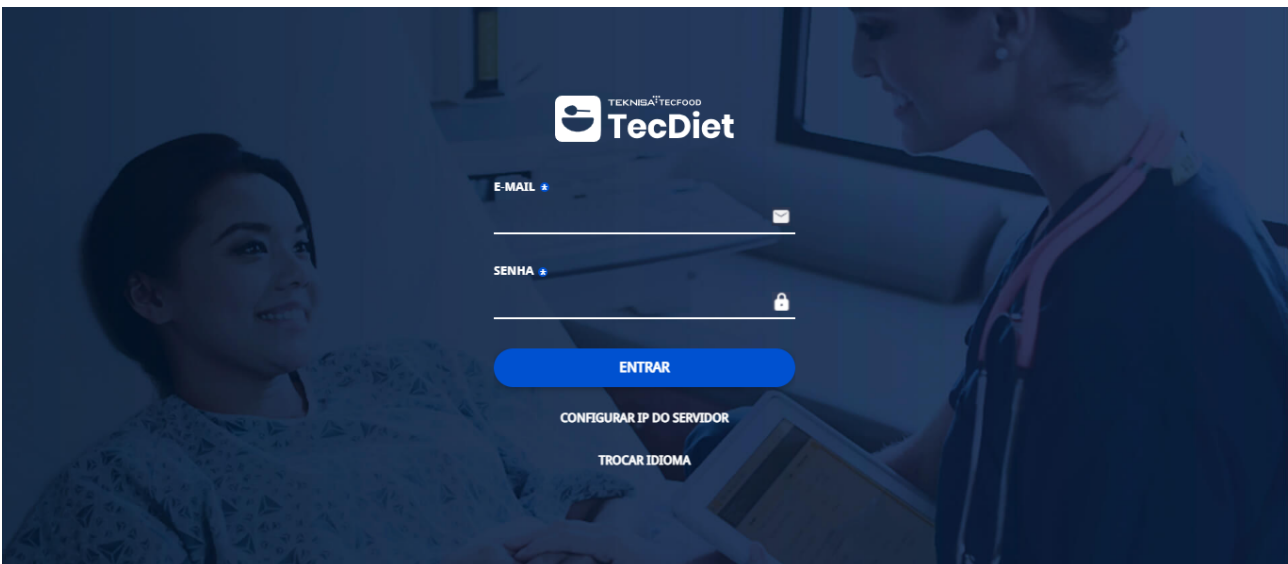 TEKNISA TECFOOD
TecDiet
E-MAIL *
SENHA *
ENTRAR
CONFIGURAR IP DO SERVIDOR
TROCAR IDIOMA